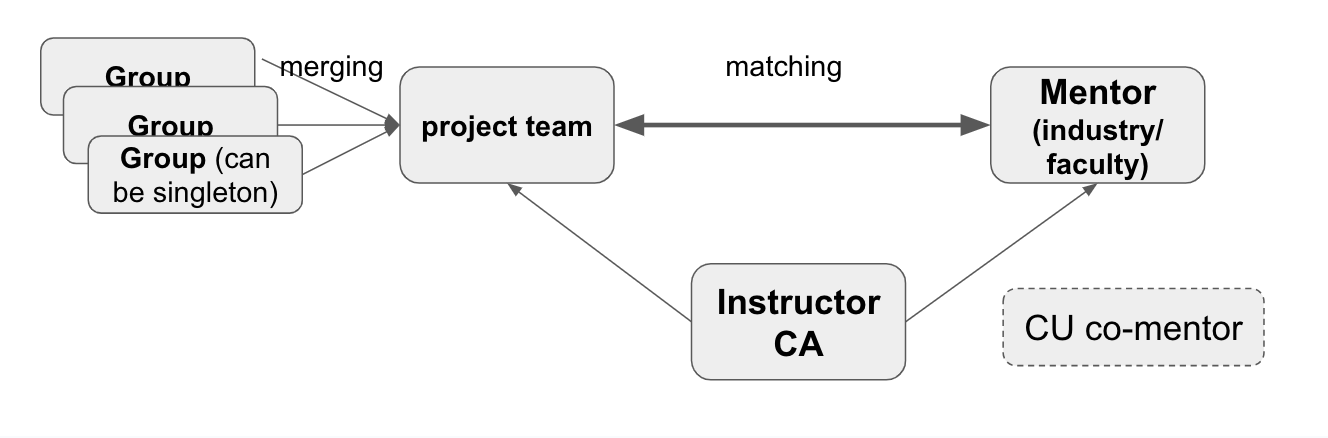 Group
merging
Group
Group (can
be singleton)
project team
matching
Mentor
(industry/
faculty)
Instructor
CA
CU co-mentor